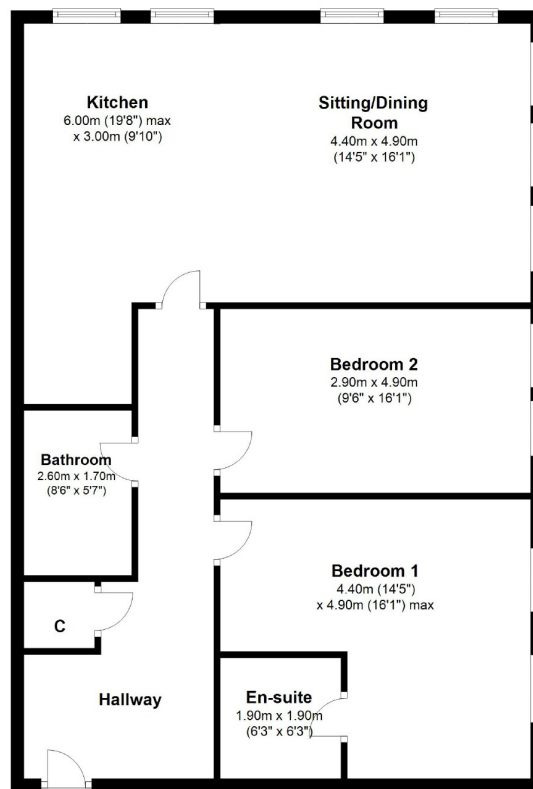 Kitchen
6.00m (19'8") max
x 3.00m (9'10")
Sitting/Dining
Room
4.40m x 4.90m
(14'5" x 16'1")
Bedroom 2
2.90m x 4.90m
(9'6" x 16'1")
Bathroom
2.60m x 1.70m
(8'6" x 5'7")
Bedroom 1
4.40m (14'5")
x 4.90m (16'1") max
C
Hallway
En-suite
1.90m x 1.90m
(6'3" x 6'3")